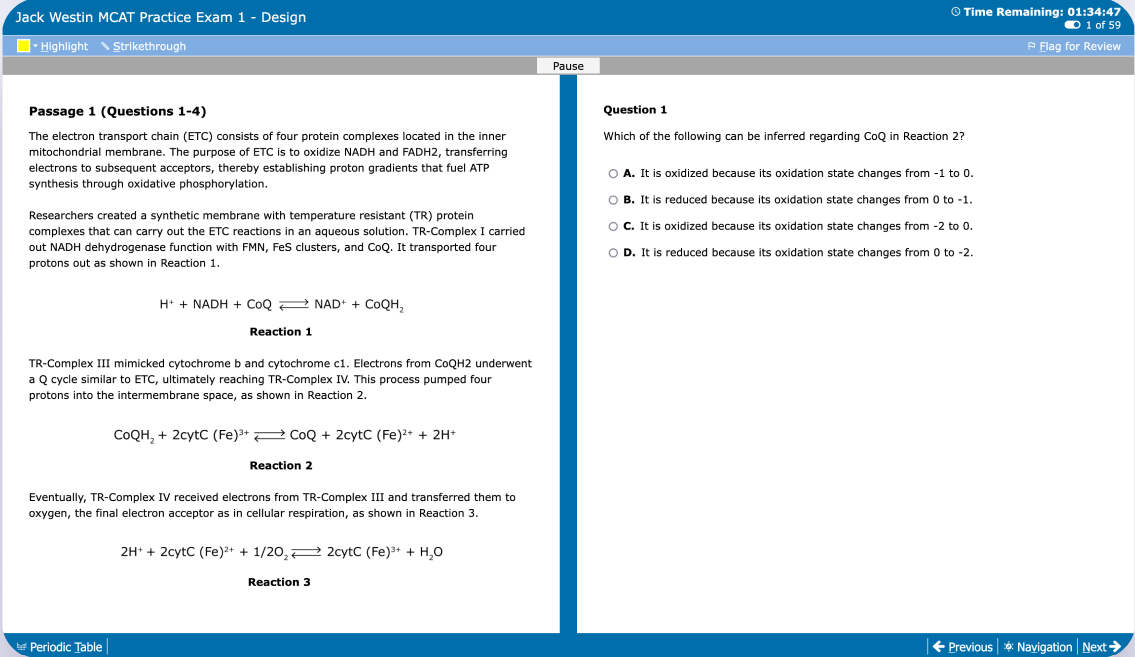 Jack Westin MCAT Practice Exam 1 - Design
Time Remaining: 01:34:47
1 of 59
Highlight Strikethrough
Flag for Review
Pause
Passage 1 (Questions 1-4)
The electron transport chain (ETC) consists of four protein complexes located in the inner
mitochondrial membrane. The purpose of ETC is to oxidize NADH and FADH2, transferring
electrons to subsequent acceptors, thereby establishing proton gradients that fuel ATP
synthesis through oxidative phosphorylation.
Researchers created a synthetic membrane with temperature resistant (TR) protein
complexes that can carry out the ETC reactions in an aqueous solution. TR-Complex I carried
out NADH dehydrogenase function with FMN, FeS clusters, and CoQ. It transported four
protons out as shown in Reaction 1.
H⁺ + NADH + CoQ ⇌ NAD⁺ + CoQH₂
Reaction 1
TR-Complex III mimicked cytochrome b and cytochrome c1. Electrons from CoQH2 underwent
a Q cycle similar to ETC, ultimately reaching TR-Complex IV. This process pumped four
protons into the intermembrane space, as shown in Reaction 2.
CoQH₂ + 2cytC (Fe)³⁺ ⇌ CoQ + 2cytC (Fe)²⁺ + 2H⁺
Reaction 2
Eventually, TR-Complex IV received electrons from TR-Complex III and transferred them to
oxygen, the final electron acceptor as in cellular respiration, as shown in Reaction 3.
2H⁺ + 2cytC (Fe)²⁺ + 1/2O₂ ⇌ 2cytC (Fe)³⁺ + H₂O
Reaction 3
Question 1
Which of the following can be inferred regarding CoQ in Reaction 2?
A. It is oxidized because its oxidation state changes from -1 to 0.
B. It is reduced because its oxidation state changes from 0 to -1.
C. It is oxidized because its oxidation state changes from -2 to 0.
D. It is reduced because its oxidation state changes from 0 to -2.
Periodic Table
Previous Navigation Next